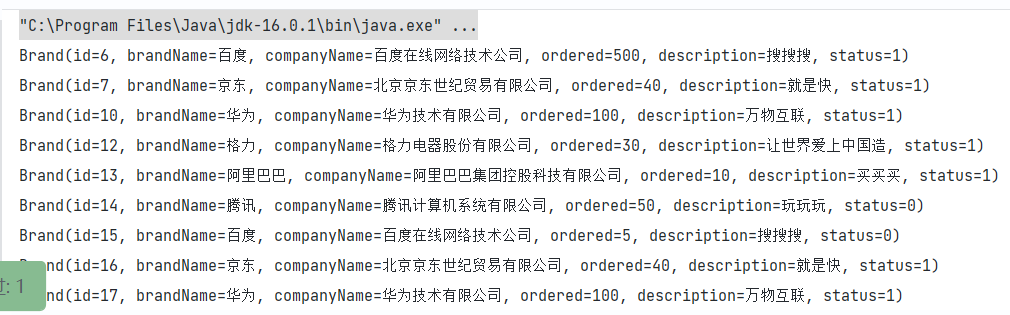 "C:\Program Files\Java\jdk-16.0.1\bin\java.exe" ...
Brand(id=6, brandName=百度, companyName=百度在线网络技术公司, ordered=500, description=搜搜搜, status=1)
Brand(id=7, brandName=京东, companyName=北京京东世纪贸易有限公司, ordered=40, description=就是快, status=1)
Brand(id=10, brandName=华为, companyName=华为技术有限公司, ordered=100, description=万物互联, status=1)
Brand(id=12, brandName=格力, companyName=格力电器股份有限公司, ordered=30, description=让世界爱上中国造, status=1)
Brand(id=13, brandName=阿里巴巴, companyName=阿里巴巴集团控股科技有限公司, ordered=10, description=买买买, status=1)
Brand(id=14, brandName=腾讯, companyName=腾讯计算机系统有限公司, ordered=50, description=玩玩玩, status=0)
Brand(id=15, brandName=百度, companyName=百度在线网络技术公司, ordered=5, description=搜搜搜, status=0)
Brand(id=16, brandName=京东, companyName=北京京东世纪贸易有限公司, ordered=40, description=就是快, status=1)
: 1
nd(id=17, brandName=华为, companyName=华为技术有限公司, ordered=100, description=万物互联, status=1)